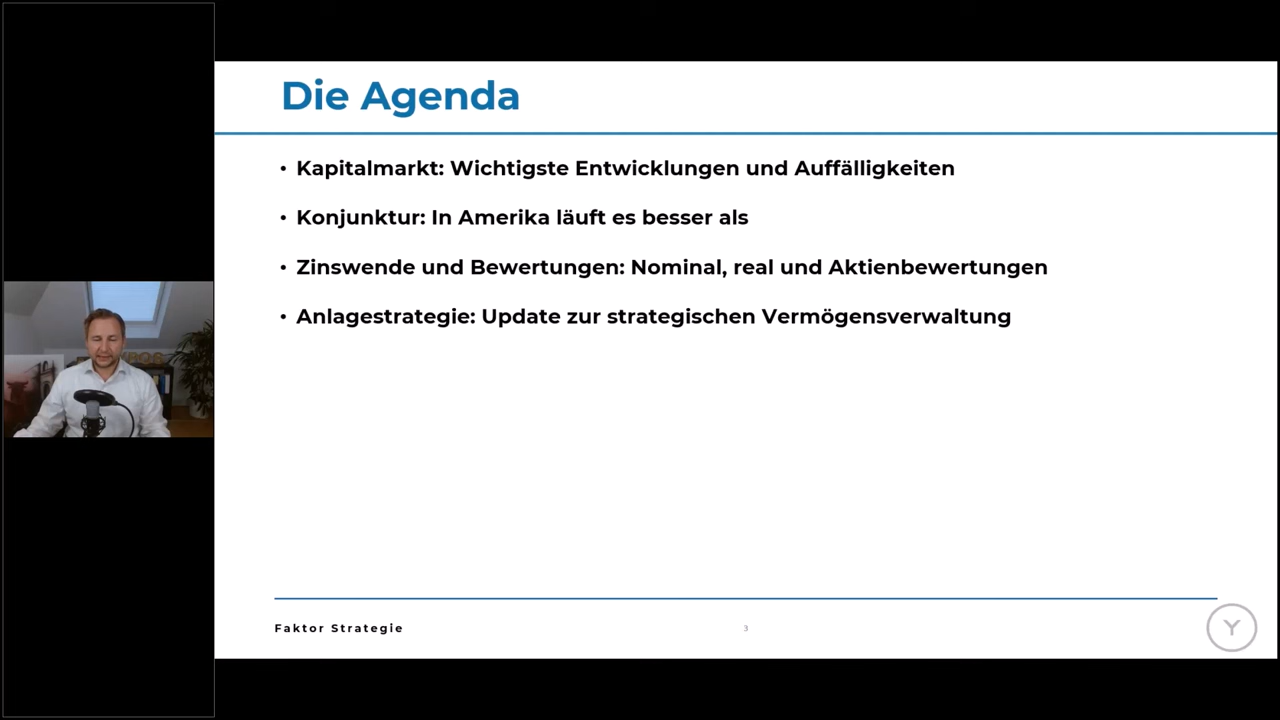 Die Agenda
• Kapitalmarkt: Wichtigste Entwicklungen und Auffälligkeiten
• Konjunktur: In Amerika läuft es besser als
• Zinswende und Bewertungen: Nominal, real und Aktienbewertungen
• Anlagestrategie: Update zur strategischen Vermögensverwaltung
Faktor Strategie
3
Y